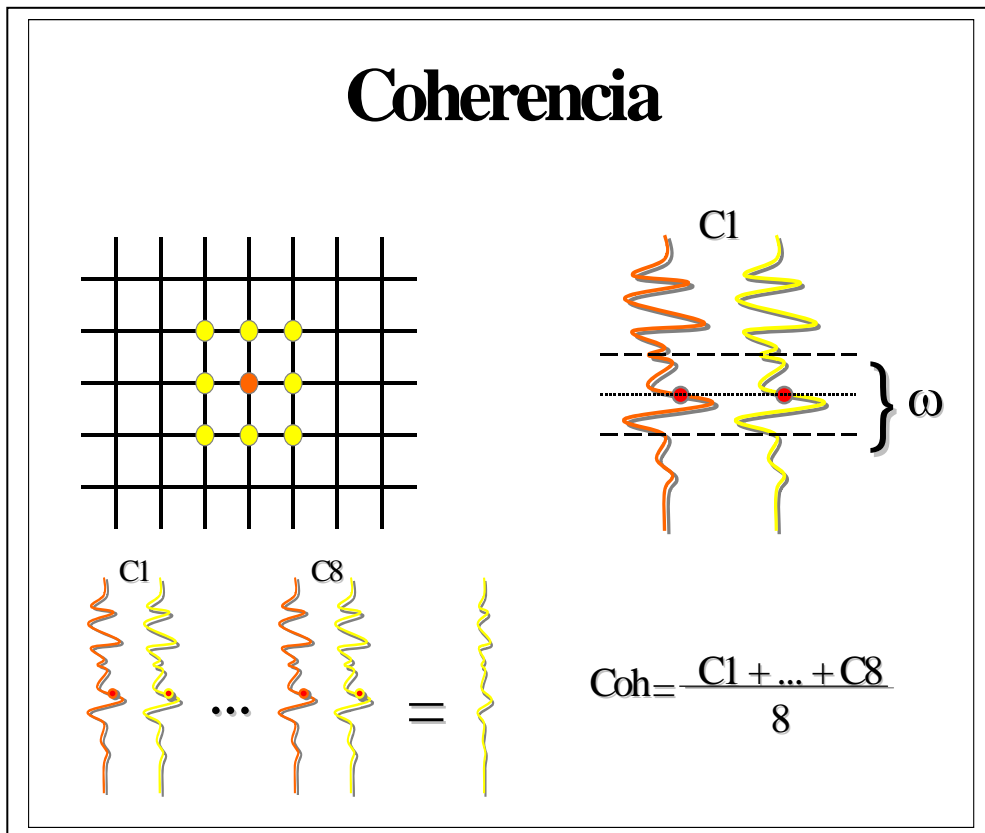 Coherencia
C1
} ω
C1 C8
... =
Coh = C1 + ... + C8
8